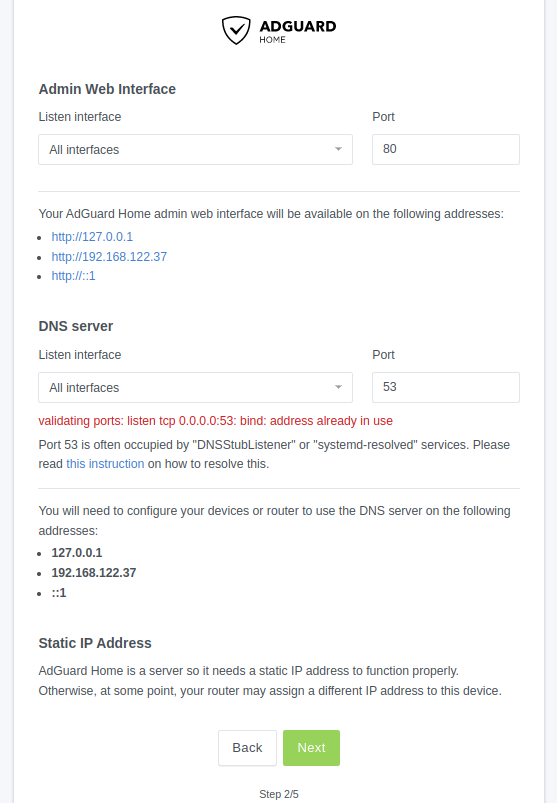 ADGUARD
HOME
Admin Web Interface
Listen interface
Port
All interfaces
80
Your AdGuard Home admin web interface will be available on the following addresses:
http://127.0.0.1
http://192.168.122.37
http://::1
DNS server
Listen interface
Port
All interfaces
53
validating ports: listen tcp 0.0.0.0:53: bind: address already in use
Port 53 is often occupied by "DNSStubListener" or "systemd-resolved" services. Please
read this instruction on how to resolve this.
You will need to configure your devices or router to use the DNS server on the following
addresses:
127.0.0.1
192.168.122.37
::1
Static IP Address
AdGuard Home is a server so it needs a static IP address to function properly.
Otherwise, at some point, your router may assign a different IP address to this device.
Back
Next
Step 2/5